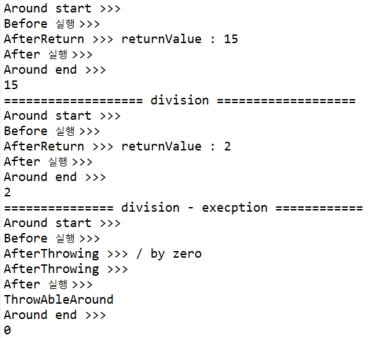 Around start >>>
Before 실행 >>>
AfterReturn >>> returnValue : 15
After 실행 >>>
Around end >>>
15
=================== division ===================
Around start >>>
Before 실행 >>>
AfterReturn >>> returnValue : 2
After 실행 >>>
Around end >>>
2
=============== division - execption ============
Around start >>>
Before 실행 >>>
AfterThrowing >>> / by zero
AfterThrowing >>>
After 실행 >>>
ThrowAbleAround
Around end >>>
0